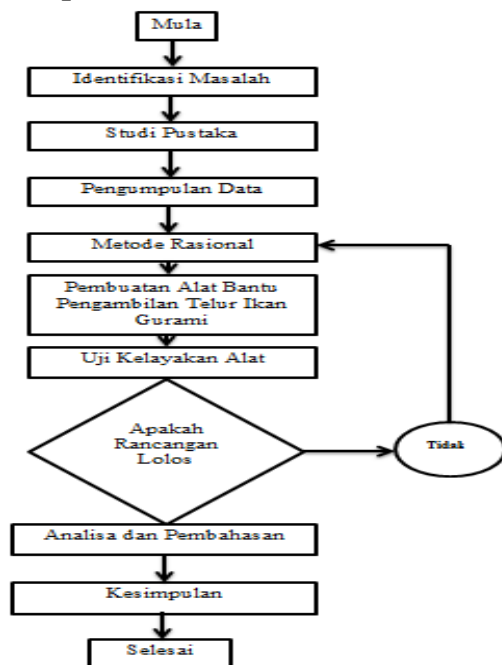 Mula
Identifikasi Masalah
Studi Pustaka
Pengumpulan Data
Metode Rasional
Pembuatan Alat Bantu
Pengambilan Telur Ikan
Gurami
Uji Kelayakan Alat
Apakah
Rancangan
Lolos
Tidak
Analisa dan Pembahasan
Kesimpulan
Selesai